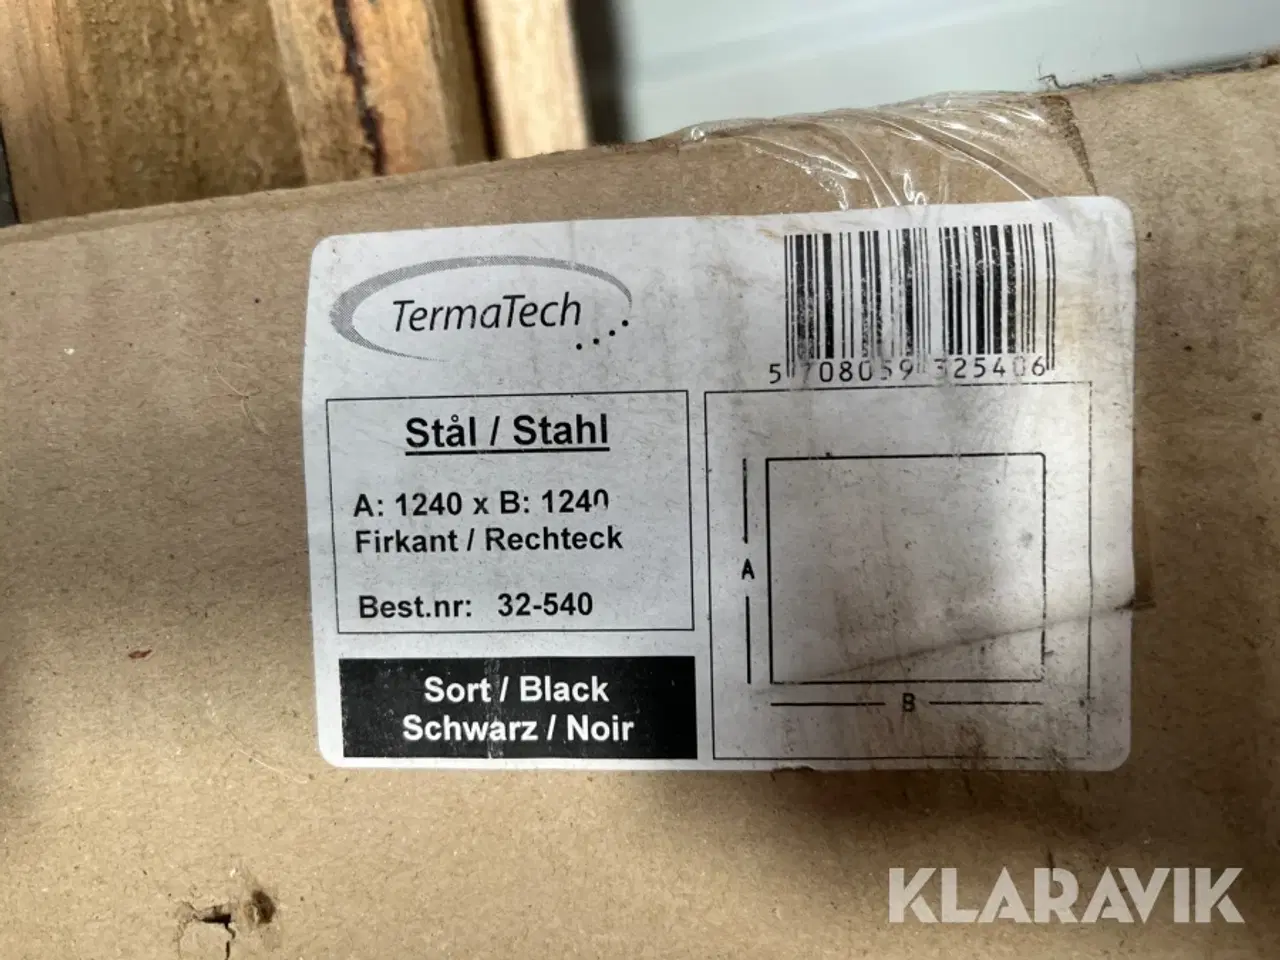 TermaTech
5 708059 325406
Stål / Stahl
A: 1240 x B: 1240
Firkant / Rechteck
Best.nr: 32-540
Sort / Black
Schwarz / Noir
A
B
KLARAVIK